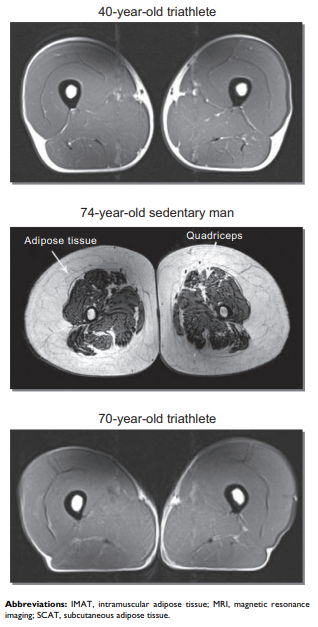 40-year-old triathlete
74-year-old sedentary man
Adipose tissue
Quadriceps
70-year-old triathlete
Abbreviations: IMAT, intramuscular adipose tissue; MRI, magnetic resonance
imaging; SCAT, subcutaneous adipose tissue.